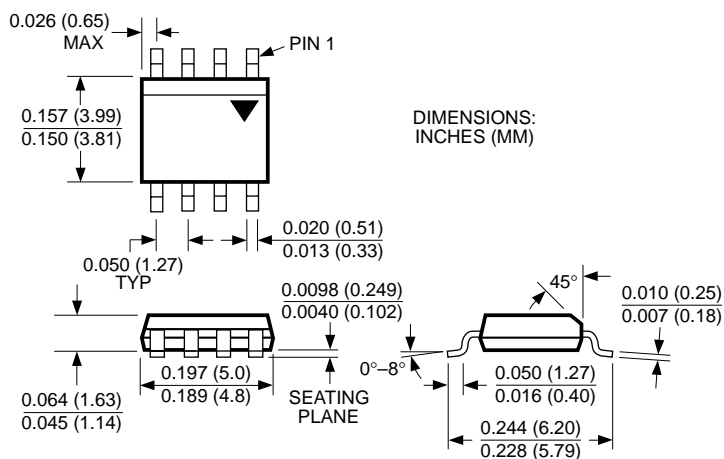 0.026 (0.65)
MAX
PIN 1
0.157 (3.99)
0.150 (3.81)
DIMENSIONS:
INCHES (MM)
0.020 (0.51)
0.013 (0.33)
0.050 (1.27)
TYP
0.0098 (0.249)
0.0040 (0.102)
45°
0.010 (0.25)
0.007 (0.18)
0°–8°
0.064 (1.63)
0.045 (1.14)
0.197 (5.0)
0.189 (4.8)
SEATING
PLANE
0.050 (1.27)
0.016 (0.40)
0.244 (6.20)
0.228 (5.79)